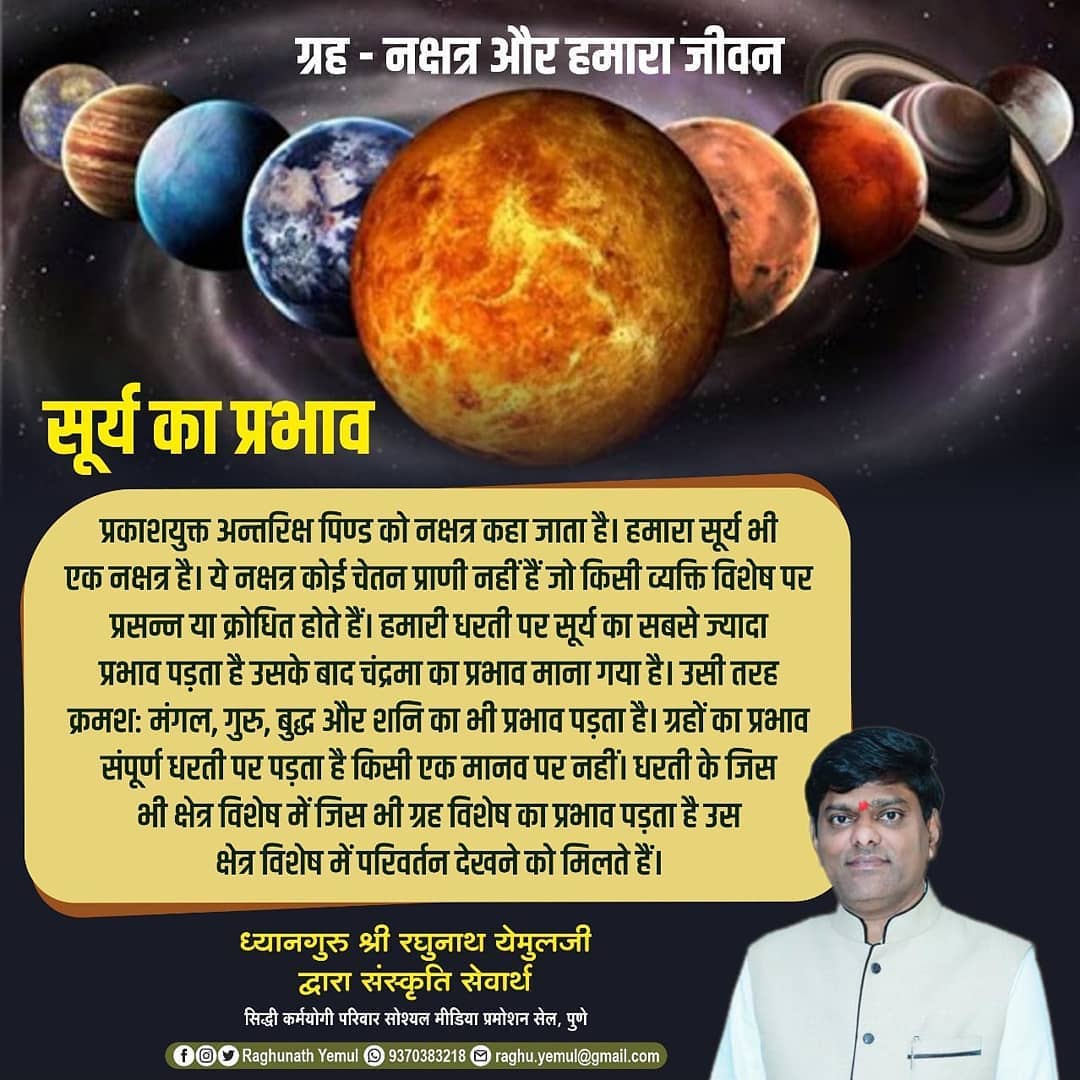 ग्रह - नक्षत्र और हमारा जीवन
सूर्य का प्रभाव
प्रकाशयुक्त अन्तरिक्ष पिण्ड को नक्षत्र कहा जाता है। हमारा सूर्य भी
एक नक्षत्र है। ये नक्षत्र कोई चेतन प्राणी नहीं हैं जो किसी व्यक्ति विशेष पर
प्रसन्न या क्रोधित होते हैं। हमारी धरती पर सूर्य का सबसे ज्यादा
प्रभाव पड़ता है उसके बाद चंद्रमा का प्रभाव माना गया है। उसी तरह
क्रमश: मंगल, गुरु, बुद्ध और शनि का भी प्रभाव पड़ता है। ग्रहों का प्रभाव
संपूर्ण धरती पर पड़ता है किसी एक मानव पर नहीं। धरती के जिस
भी क्षेत्र विशेष में जिस भी ग्रह विशेष का प्रभाव पड़ता है उस
क्षेत्र विशेष में परिवर्तन देखने को मिलते हैं।
ध्यानगुरु श्री रघुनाथ येमुलजी
द्वारा संस्कृति सेवार्थ
सिद्धी कर्मयोगी परिवार सोश्यल मीडिया प्रमोशन सेल, पुणे
Raghunath Yemul 9370383218 raghu.yemul@gmail.com